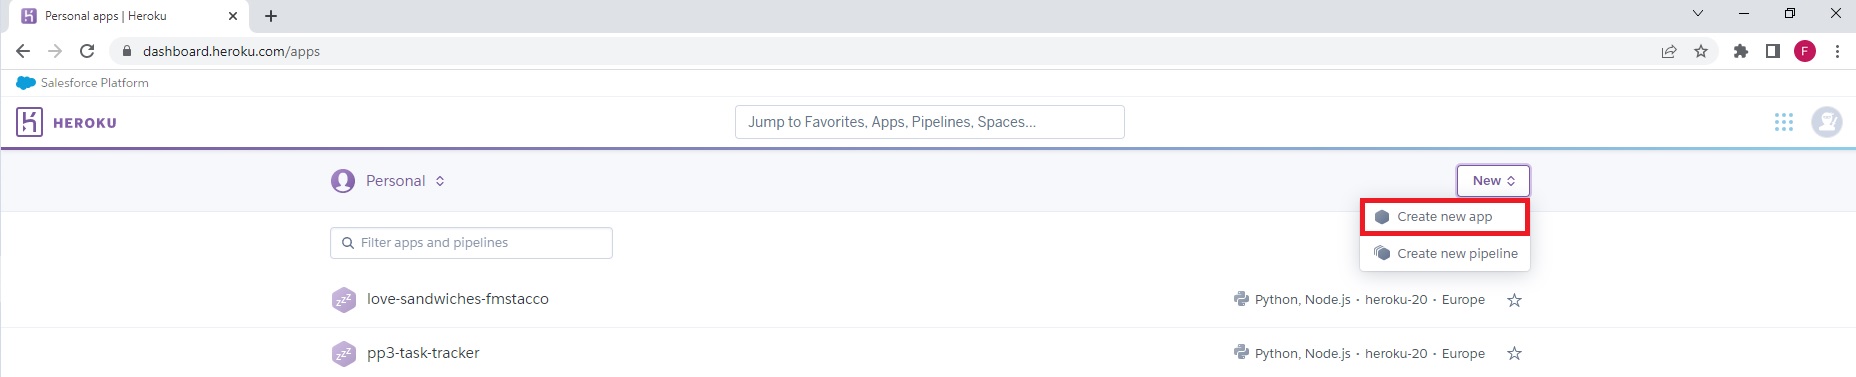 Personal apps | Heroku
dashboard.heroku.com/apps
F
Salesforce Platform
HEROKU
Jump to Favorites, Apps, Pipelines, Spaces...
Personal
New
Create new app
Create new pipeline
Filter apps and pipelines
zzz love-sandwiches-fmstacco Python, Node.js · heroku-20 · Europe
zzz pp3-task-tracker Python, Node.js · heroku-20 · Europe